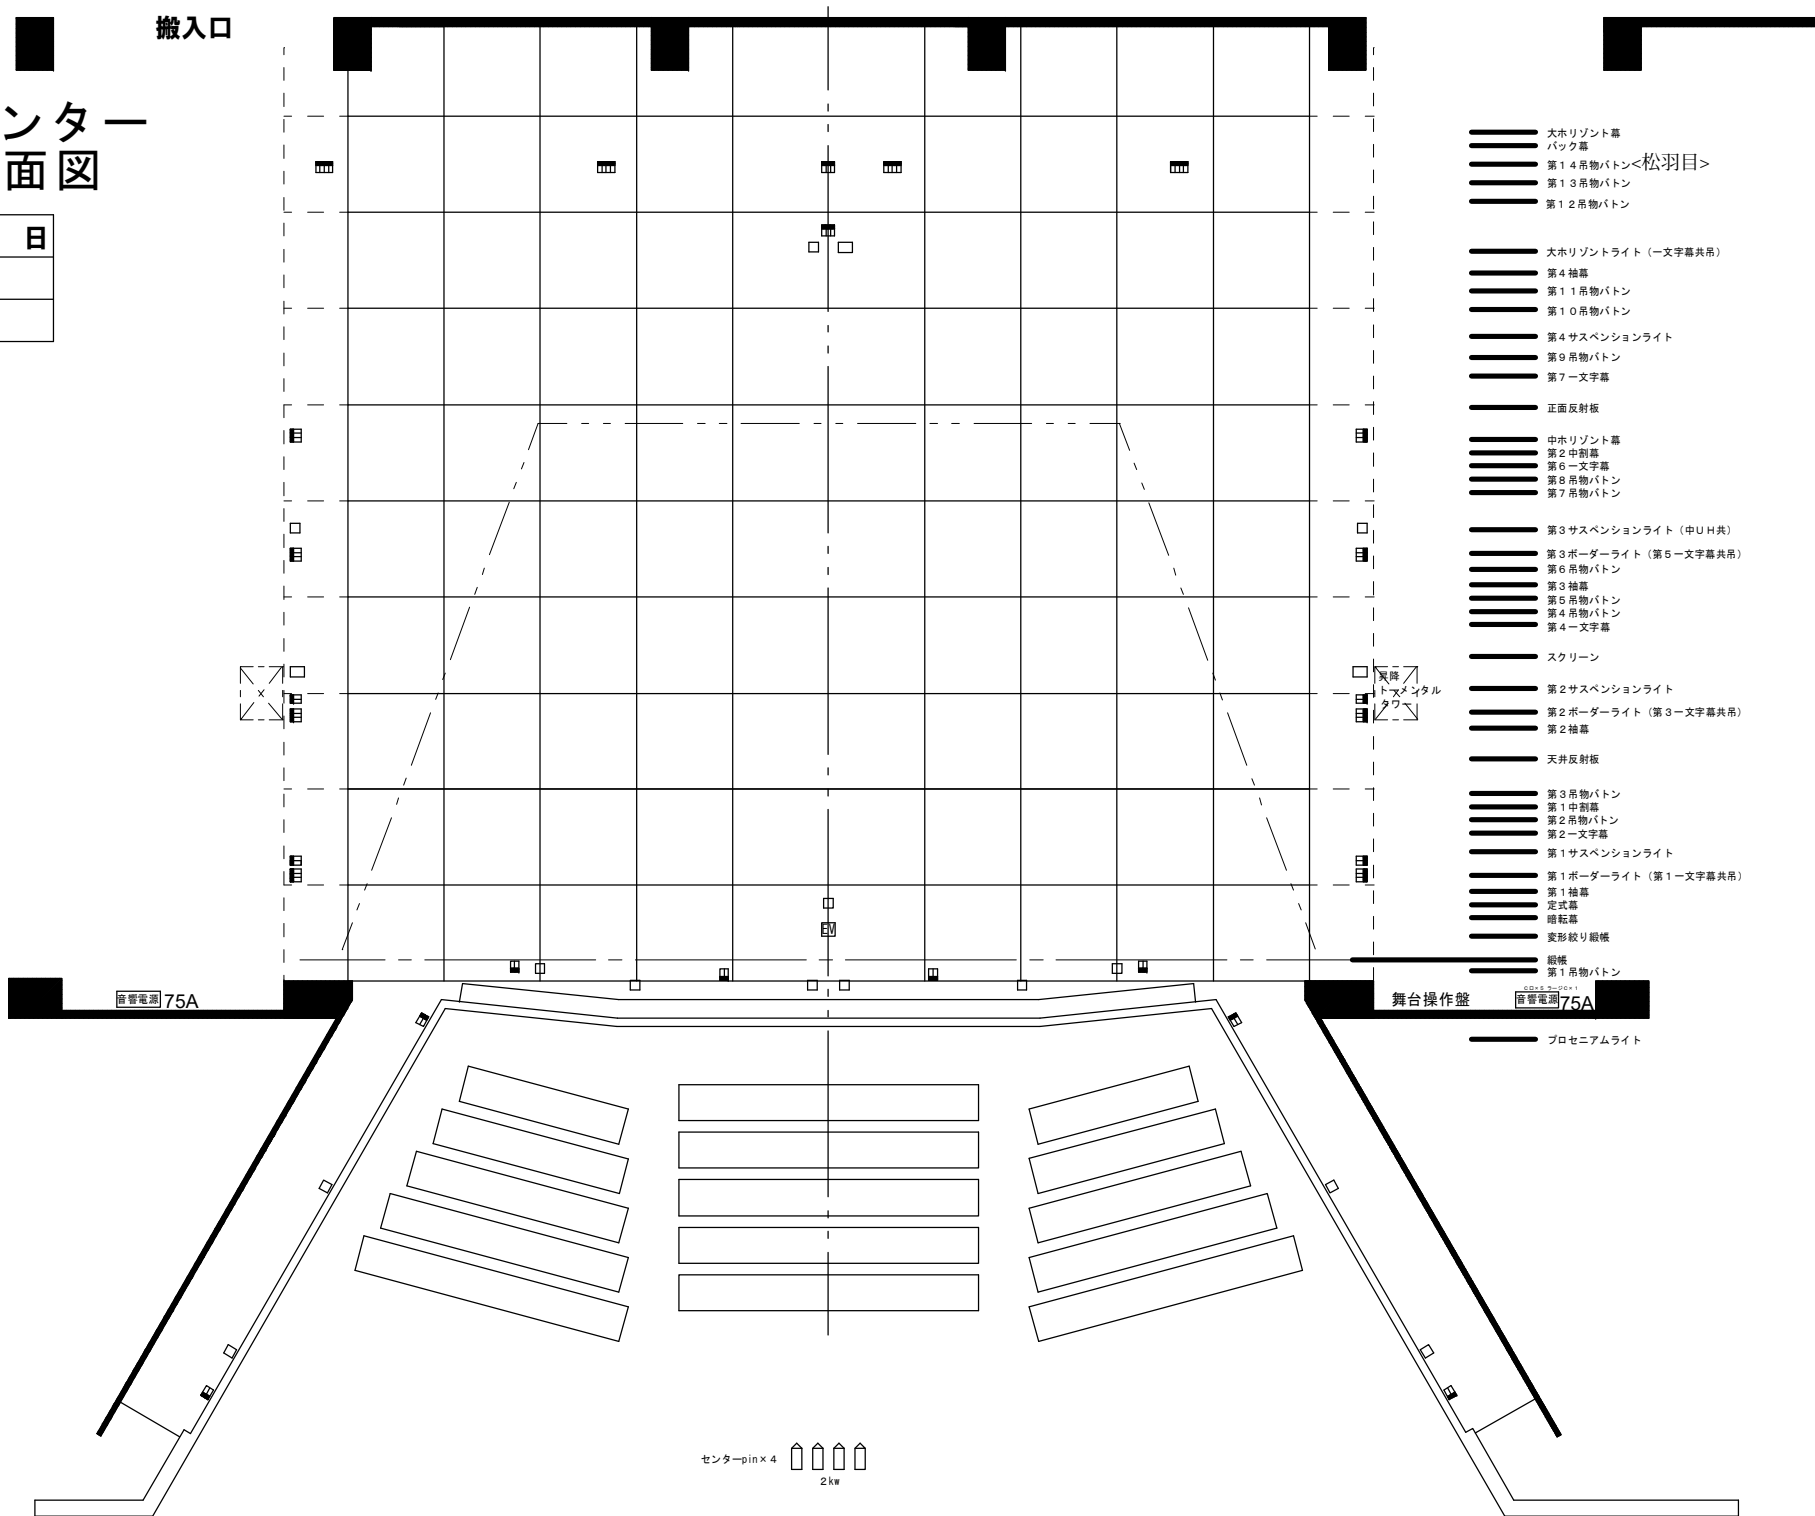 搬入口
ンター
面図
日
大ホリゾント幕
バック幕
第14吊物バトン<松羽目>
第13吊物バトン
第12吊物バトン
大ホリゾントライト（一文字幕共吊）
第4袖幕
第11吊物バトン
第10吊物バトン
第4サスペンションライト
第9吊物バトン
第7一文字幕
正面反射板
中ホリゾント幕
第2中割幕
第6一文字幕
第8吊物バトン
第7吊物バトン
第3サスペンションライト（中UH共）
第3ボーダーライト（第5一文字幕共吊）
第6吊物バトン
第3袖幕
第5吊物バトン
第4吊物バトン
第4一文字幕
スクリーン
昇降
トーメンタル
タワー
第2サスペンションライト
第2ボーダーライト（第3一文字幕共吊）
第2袖幕
天井反射板
第3吊物バトン
第1中割幕
第2吊物バトン
第2一文字幕
第1サスペンションライト
第1ボーダーライト（第1一文字幕共吊）
第1袖幕
定式幕
暗転幕
変形絞り緞帳
EV
緞帳
第1吊物バトン
音響電源 75A
舞台操作盤
音響電源 75A
プロセニアムライト
センターpin×4
2kw